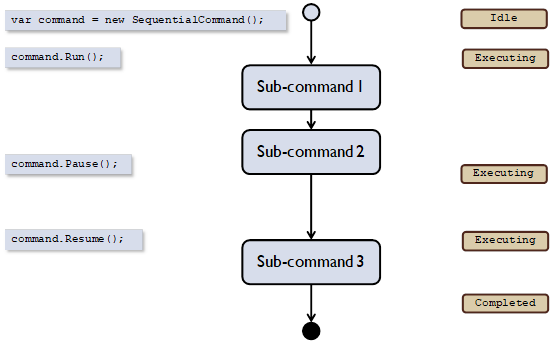 var command = new SequentialCommand();
Idle
command.Run();
Executing
Sub-command 1
Sub-command 2
command.Pause();
Executing
command.Resume();
Executing
Sub-command 3
Completed